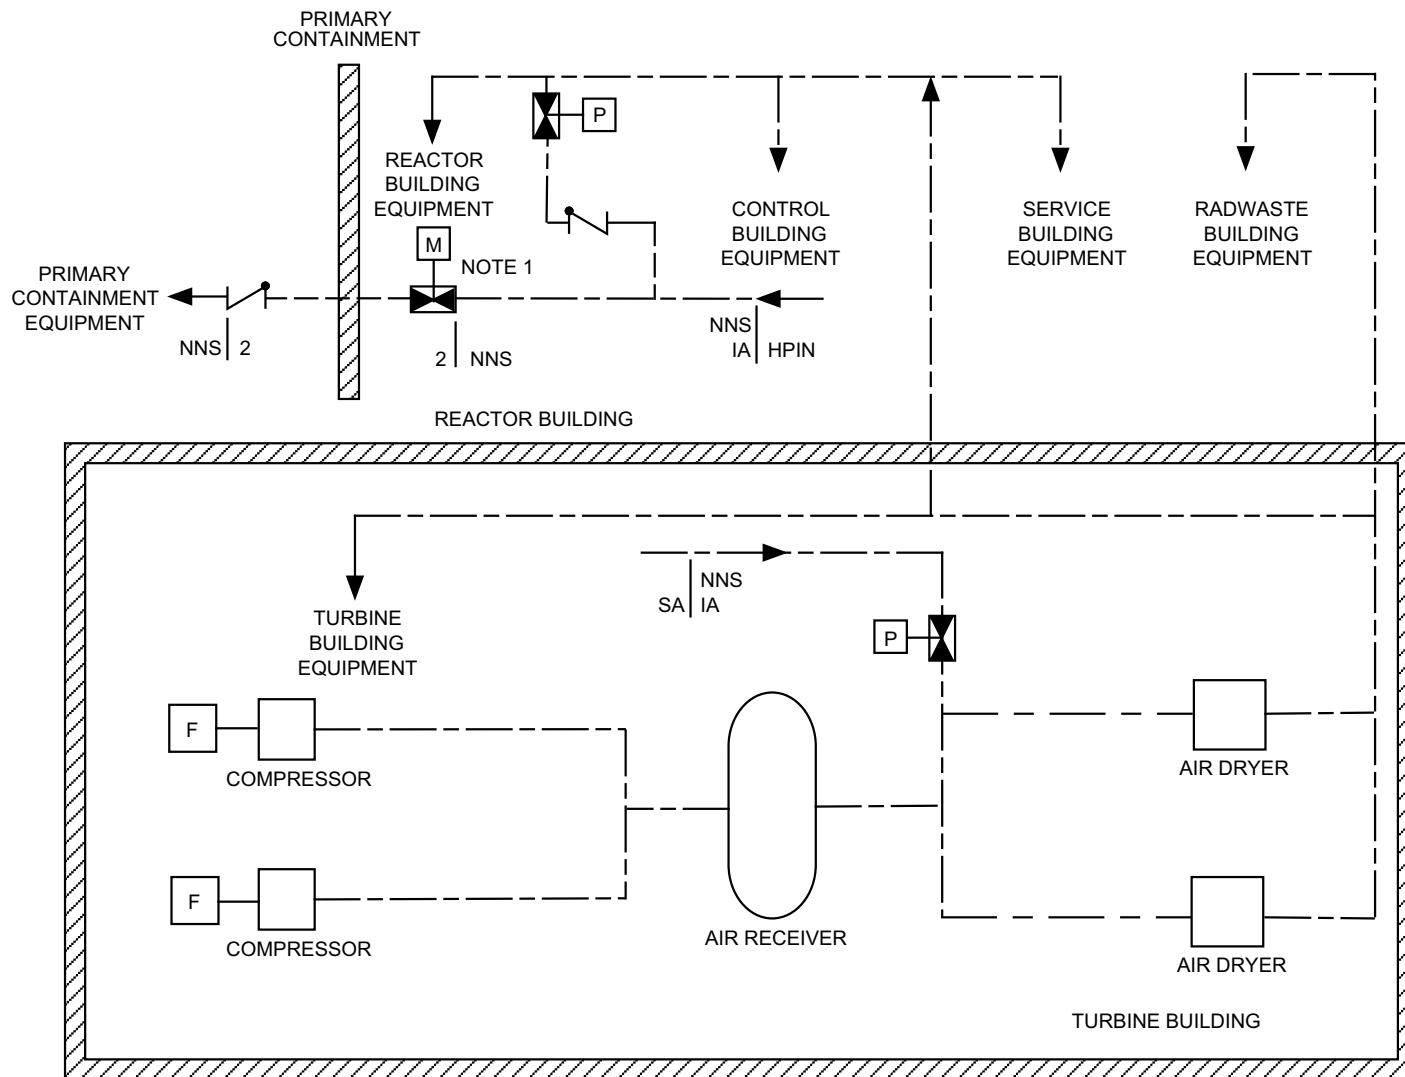 PRIMARY
CONTAINMENT
P
REACTOR
BUILDING
EQUIPMENT
CONTROL
BUILDING
EQUIPMENT
SERVICE
BUILDING
EQUIPMENT
RADWASTE
BUILDING
EQUIPMENT
M
NOTE 1
PRIMARY
CONTAINMENT
EQUIPMENT
NNS 2
2 NNS
NNS
IA HPIN
REACTOR BUILDING
NNS
SA IA
TURBINE
BUILDING
EQUIPMENT
P
F
COMPRESSOR
AIR DRYER
F
COMPRESSOR
AIR RECEIVER
AIR DRYER
TURBINE BUILDING